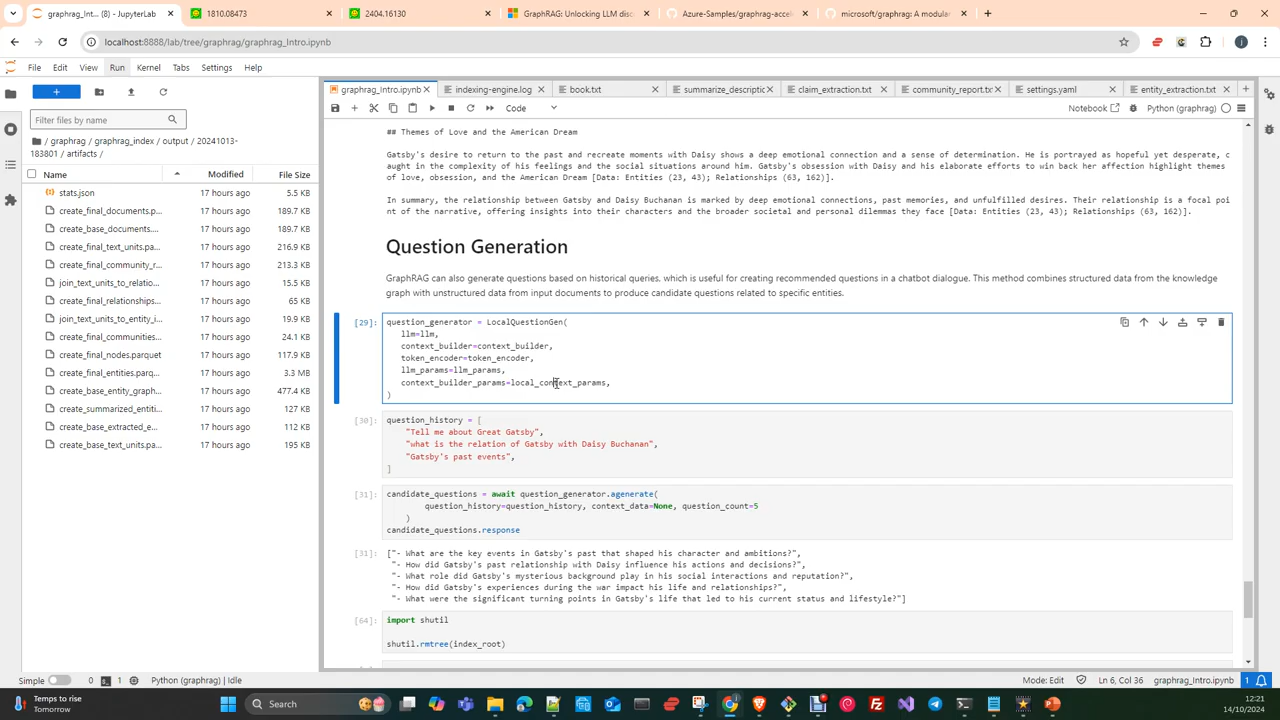 graphrag_Intro.ipynb (8) - JupyterLab
1810.08473
2404.16130
GraphRAG: Unlocking LLM disc
Azure-Samples/graphrag-accele
microsoft/graphrag: A modular
localhost:8888/lab/tree/graphrag/graphrag_Intro.ipynb
File Edit View Run Kernel Tabs Settings Help
graphrag_Intro.ipynb
indexing-engine.log
book.txt
summarize_descriptic
claim_extraction.txt
community_report.txt
settings.yaml
entity_extraction.txt
Code
Notebook
Python (graphrag)
Filter files by name
/ graphrag / graphrag_index / output / 20241013-
183801 / artifacts /
Name Modified File Size
stats.json 17 hours ago 5.5 KB
create_final_documents.p... 17 hours ago 189.7 KB
create_base_documents.... 17 hours ago 189.7 KB
create_final_text_units.pa... 17 hours ago 216.9 KB
create_final_community_r... 17 hours ago 213.3 KB
join_text_units_to_relatio... 17 hours ago 15.5 KB
create_final_relationships... 17 hours ago 65 KB
join_text_units_to_entity_i... 17 hours ago 19.9 KB
create_final_communities... 17 hours ago 24.1 KB
create_final_nodes.parquet 17 hours ago 117.9 KB
create_final_entities.parq... 17 hours ago 3.3 MB
create_base_entity_graph... 17 hours ago 477.4 KB
create_summarized_entiti... 17 hours ago 127 KB
create_base_extracted_e... 17 hours ago 112 KB
create_base_text_units.pa... 17 hours ago 195 KB
## Themes of Love and the American Dream
Gatsby's desire to return to the past and recreate moments with Daisy shows a deep emotional connection and a sense of determination. He is portrayed as hopeful yet desperate, c
aught in the complexity of his feelings and the social situations around him. Gatsby's obsession with Daisy and his elaborate efforts to win back her affection highlight themes
of love, obsession, and the American Dream [Data: Entities (23, 43); Relationships (63, 162)].
In summary, the relationship between Gatsby and Daisy Buchanan is marked by deep emotional connections, past memories, and unfulfilled desires. Their relationship is a focal poi
nt of the narrative, offering insights into their characters and the broader societal and personal dilemmas they face [Data: Entities (23, 43); Relationships (63, 162)].
Question Generation
GraphRAG can also generate questions based on historical queries, which is useful for creating recommended questions in a chatbot dialogue. This method combines structured data from the knowledge
graph with unstructured data from input documents to produce candidate questions related to specific entities.
[29]: question_generator = LocalQuestionGen(
llm=llm,
context_builder=context_builder,
token_encoder=token_encoder,
llm_params=llm_params,
context_builder_params=local_context_params,
)
[30]: question_history = [
"Tell me about Great Gatsby",
"what is the relation of Gatsby with Daisy Buchanan",
"Gatsby's past events",
]
[31]: candidate_questions = await question_generator.agenerate(
question_history=question_history, context_data=None, question_count=5
)
candidate_questions.response
[31]: ["- What are the key events in Gatsby's past that shaped his character and ambitions?",
"- How did Gatsby's past relationship with Daisy influence his actions and decisions?",
"- What role did Gatsby's mysterious background play in his social interactions and reputation?",
"- How did Gatsby's experiences during the war impact his life and relationships?",
"- What were the significant turning points in Gatsby's life that led to his current status and lifestyle?"]
[64]: import shutil
shutil.rmtree(index_root)
Simple 0 1 Python (graphrag) | Idle
Mode: Edit Ln 6, Col 36 graphrag_Intro.ipynb 1
Temps to rise
Tomorrow
Search
12:21
14/10/2024